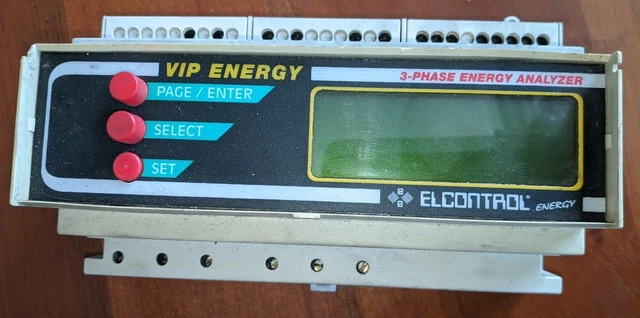 VIP ENERGY
3-PHASE ENERGY ANALYZER
PAGE / ENTER
SELECT
SET
ELCONTROL ENERGY